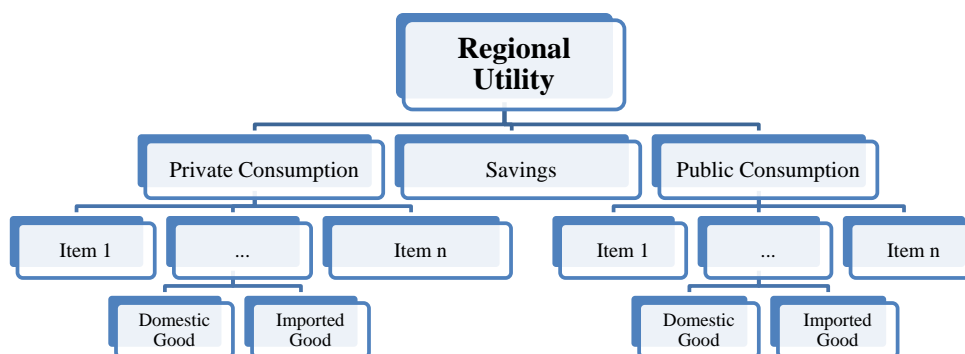 Regional
Utility
Private Consumption
Savings
Public Consumption
Item 1
...
Item n
Item 1
...
Item n
Domestic
Good
Imported
Good
Domestic
Good
Imported
Good